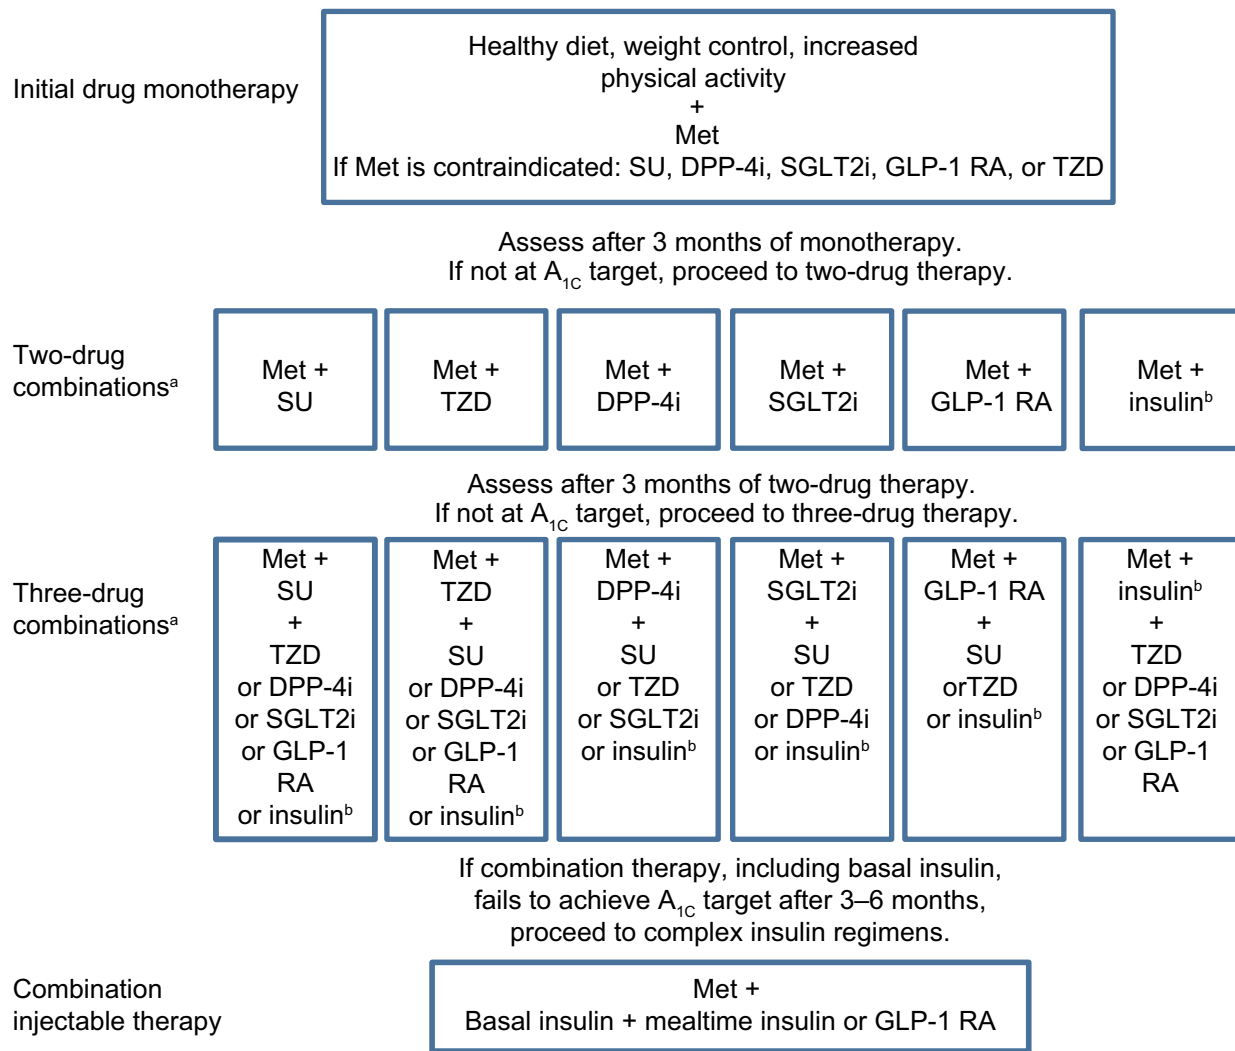 Initial drug monotherapy
Healthy diet, weight control, increased
physical activity
+
Met
If Met is contraindicated: SU, DPP-4i, SGLT2i, GLP-1 RA, or TZD
Assess after 3 months of monotherapy.
If not at A1C target, proceed to two-drug therapy.
Two-drug
combinationsᵃ
Met +
SU
Met +
TZD
Met +
DPP-4i
Met +
SGLT2i
Met +
GLP-1 RA
Met +
insulinᵇ
Assess after 3 months of two-drug therapy.
If not at A1C target, proceed to three-drug therapy.
Three-drug
combinationsᵃ
Met +
SU
+
TZD
or DPP-4i
or SGLT2i
or GLP-1
RA
or insulinᵇ
Met +
TZD
+
SU
or DPP-4i
or SGLT2i
or GLP-1
RA
or insulinᵇ
Met +
DPP-4i
+
SU
or TZD
or SGLT2i
or insulinᵇ
Met +
SGLT2i
+
SU
or TZD
or DPP-4i
or insulinᵇ
Met +
GLP-1 RA
+
SU
orTZD
or insulinᵇ
Met +
insulinᵇ
+
TZD
or DPP-4i
or SGLT2i
or GLP-1
RA
If combination therapy, including basal insulin,
fails to achieve A1C target after 3–6 months,
proceed to complex insulin regimens.
Combination
injectable therapy
Met +
Basal insulin + mealtime insulin or GLP-1 RA